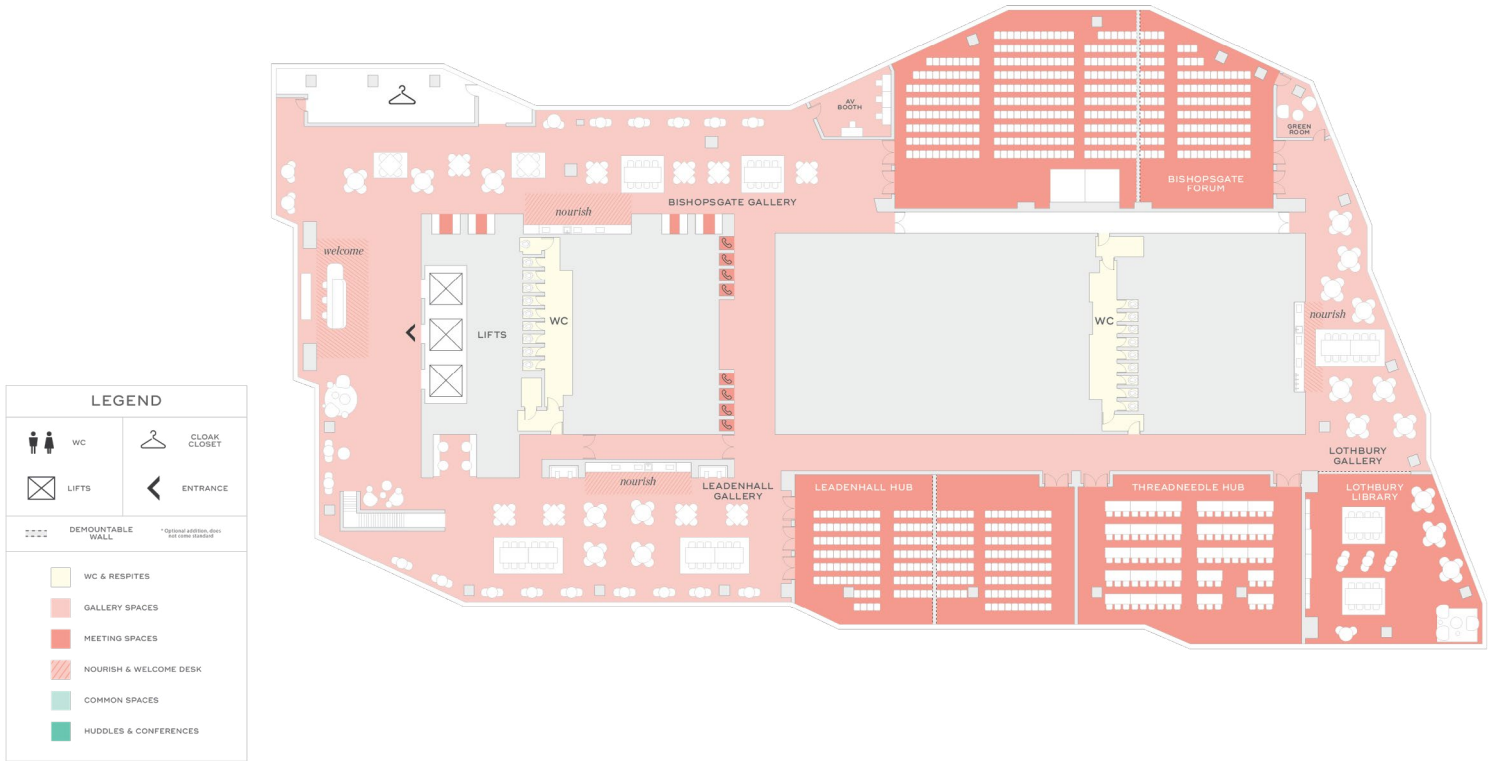 AV
BOOTH
GREEN
ROOM
BISHOPSGATE
FORUM
BISHOPSGATE GALLERY
nourish
welcome
LIFTS
WC
WC
nourish
LOTHBURY
GALLERY
nourish
LEADENHALL
GALLERY
LEADENHALL HUB
THREADNEEDLE HUB
LOTHBURY
LIBRARY
LEGEND
WC
CLOAK
CLOSET
LIFTS
ENTRANCE
DEMOUNTABLE
WALL
* Optional addition, does
not come standard
WC & RESPITES
GALLERY SPACES
MEETING SPACES
NOURISH & WELCOME DESK
COMMON SPACES
HUDDLES & CONFERENCES